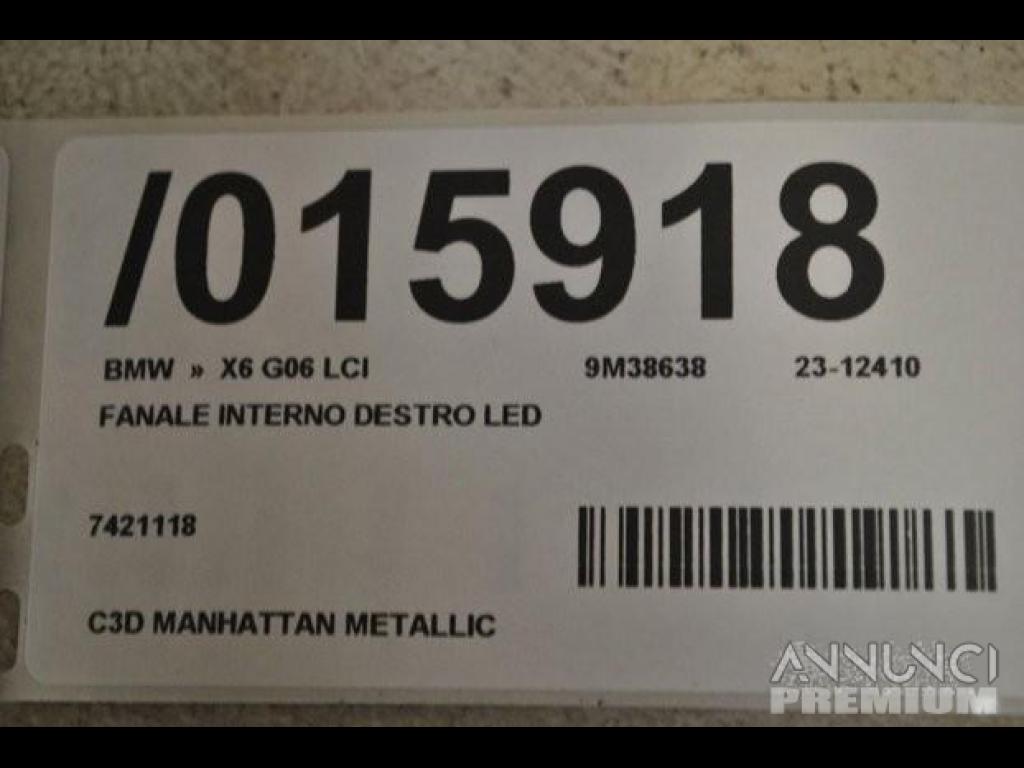 /015918
BMW » X6 G06 LCI 9M38638 23-12410
FANALE INTERNO DESTRO LED
7421118
C3D MANHATTAN METALLIC
ANNUNCI
PREMIUM